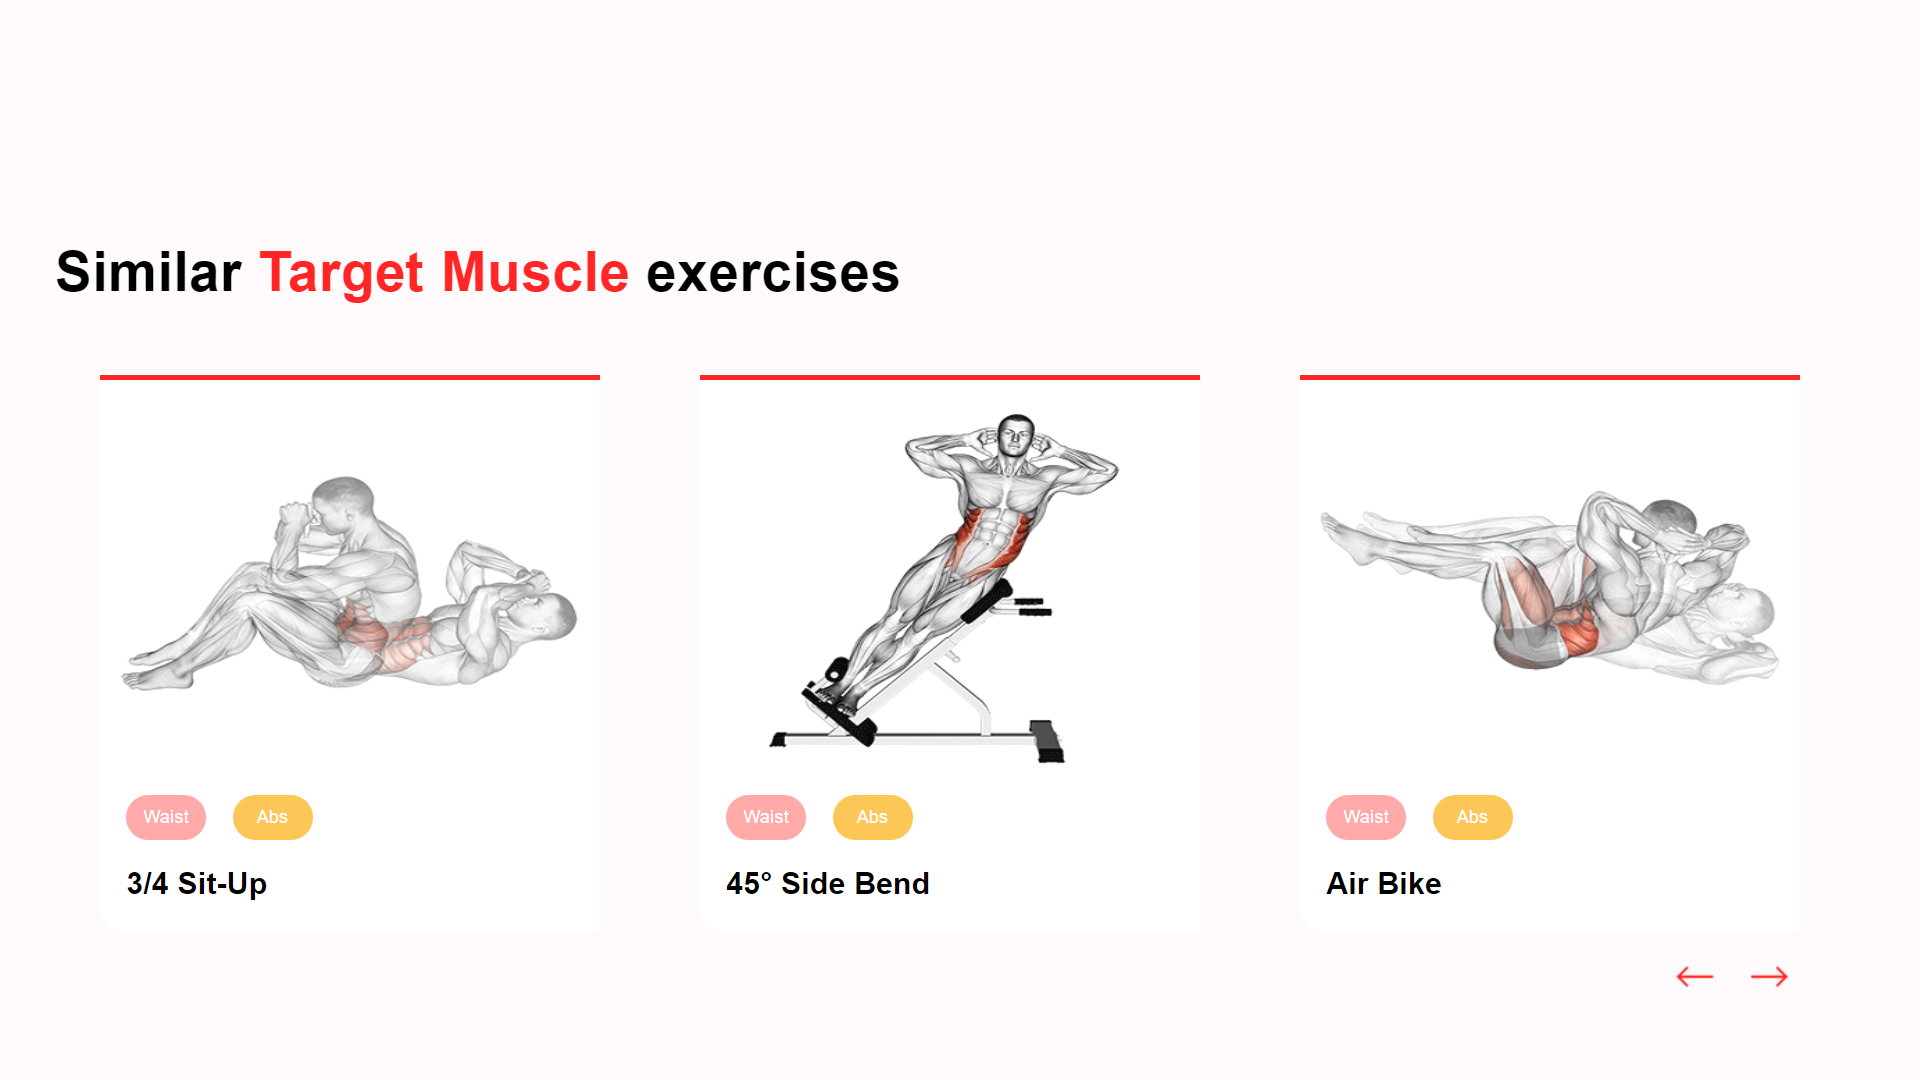 Similar Target Muscle exercises
Waist Abs
3/4 Sit-Up
Waist Abs
45° Side Bend
Waist Abs
Air Bike